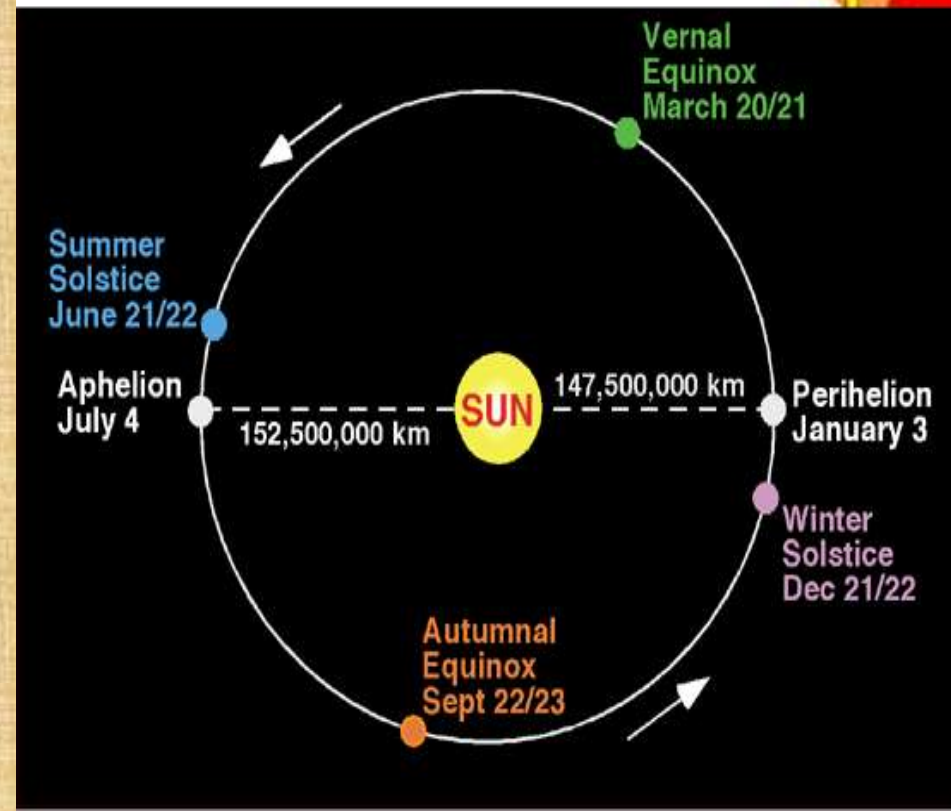 Vernal
Equinox
March 20/21
Summer
Solstice
June 21/22
Aphelion
July 4
152,500,000 km
SUN
147,500,000 km
Perihelion
January 3
Winter
Solstice
Dec 21/22
Autumnal
Equinox
Sept 22/23